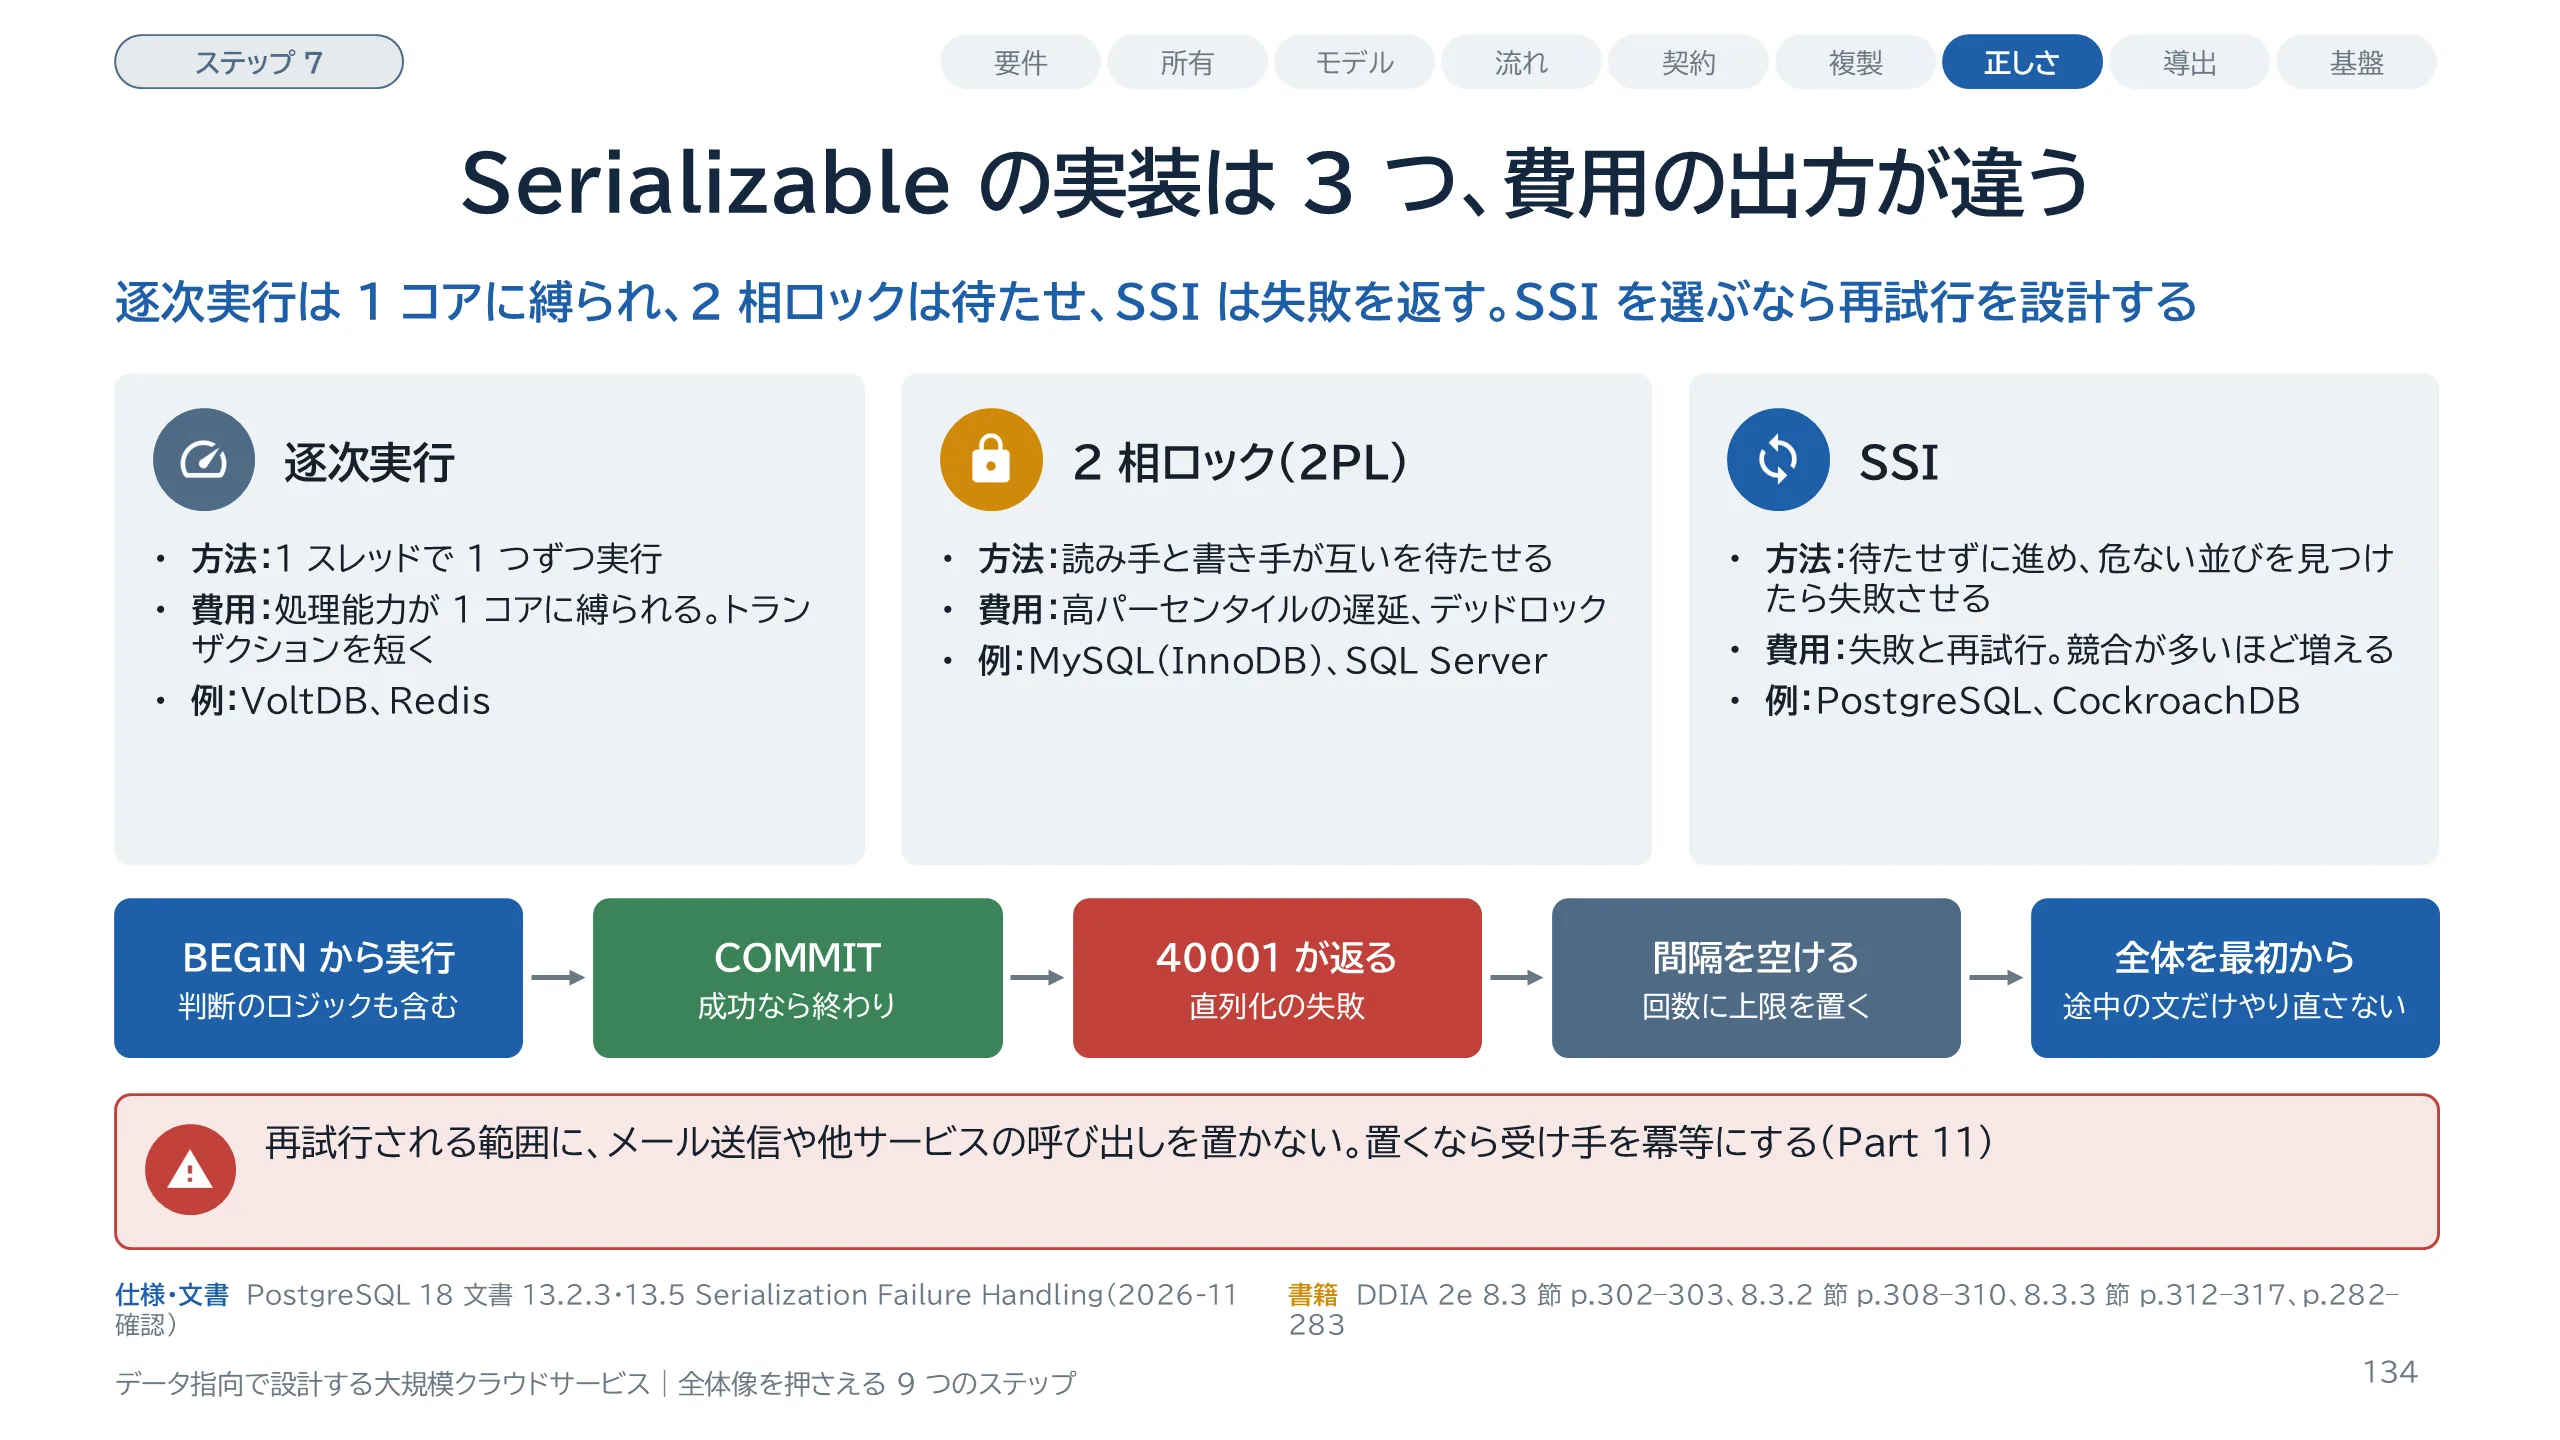 ステップ 7
要件
所有
モデル
流れ
契約
複製
正しさ
導出
基盤
Serializable の実装は 3 つ、費用の出方が違う
逐次実行は 1 コアに縛られ、2 相ロックは待たせ、SSI は失敗を返す。SSI を選ぶなら再試行を設計する
逐次実行
• 方法：1 スレッドで 1 つずつ実行
• 費用：処理能力が 1 コアに縛られる。トラン
ザクションを短く
• 例：VoltDB、Redis
2 相ロック（2PL）
• 方法：読み手と書き手が互いを待たせる
• 費用：高パーセンタイルの遅延、デッドロック
• 例：MySQL（InnoDB）、SQL Server
SSI
• 方法：待たせずに進め、危ない並びを見つけ
たら失敗させる
• 費用：失敗と再試行。競合が多いほど増える
• 例：PostgreSQL、CockroachDB
BEGIN から実行
判断のロジックも含む
COMMIT
成功なら終わり
40001 が返る
直列化の失敗
間隔を空ける
回数に上限を置く
全体を最初から
途中の文だけやり直さない
再試行される範囲に、メール送信や他サービスの呼び出しを置かない。置くなら受け手を冪等にする（Part 11）
仕様・文書 PostgreSQL 18 文書 13.2.3・13.5 Serialization Failure Handling（2026-11
確認）
書籍 DDIA 2e 8.3 節 p.302–303、8.3.2 節 p.308–310、8.3.3 節 p.312–317、p.282–
283
データ指向で設計する大規模クラウドサービス｜全体像を押さえる 9 つのステップ
134